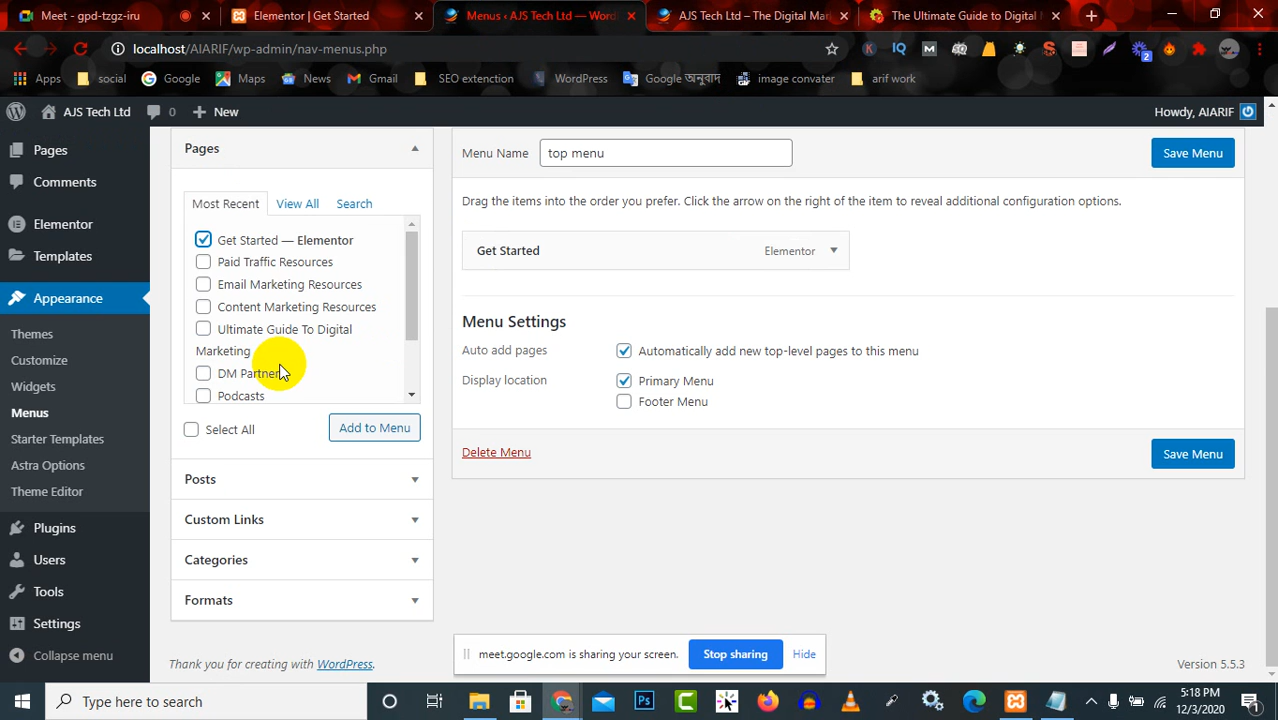 Meet - gpd-tzgz-iru
Elementor | Get Started
Menus ‹ AJS Tech Ltd — Word
AJS Tech Ltd – The Digital Mar
The Ultimate Guide to Digital M
localhost/AIARIF/wp-admin/nav-menus.php
Apps social Google Maps News Gmail SEO extenction WordPress Google অনুবাদ image convater arif work
AJS Tech Ltd 0 New Howdy, AIARIF
Pages
Comments
Elementor
Templates
Appearance
Themes
Customize
Widgets
Menus
Starter Templates
Astra Options
Theme Editor
Plugins
Users
Tools
Settings
Collapse menu
Pages
Most Recent View All Search
Get Started — Elementor
Paid Traffic Resources
Email Marketing Resources
Content Marketing Resources
Ultimate Guide To Digital
Marketing
DM Partner
Podcasts
Select All Add to Menu
Posts
Custom Links
Categories
Formats
Menu Name top menu Save Menu
Drag the items into the order you prefer. Click the arrow on the right of the item to reveal additional configuration options.
Get Started Elementor
Menu Settings
Auto add pages Automatically add new top-level pages to this menu
Display location Primary Menu
Footer Menu
Delete Menu Save Menu
meet.google.com is sharing your screen. Stop sharing Hide
Thank you for creating with WordPress. Version 5.5.3
Type here to search
5:18 PM
12/3/2020